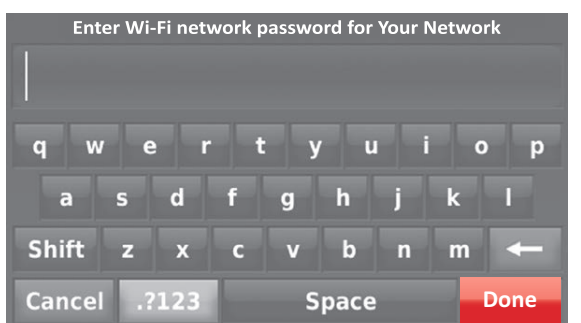 Enter Wi-Fi network password for Your Network
q w e r t y u i o p
a s d f g h j k l
Shift z x c v b n m ←
Cancel .?123 Space Done